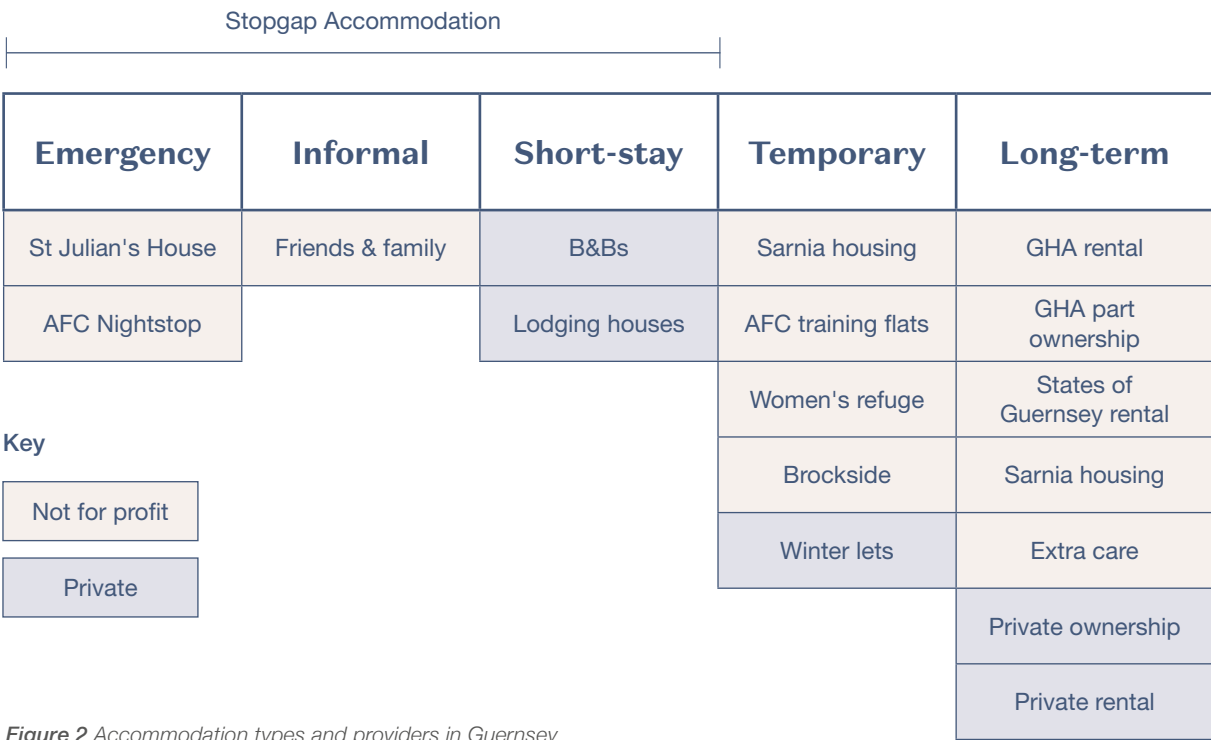 Stopgap Accommodation
Emergency
Informal
Short-stay
Temporary
Long-term
St Julian's House
Friends & family
B&Bs
Sarnia housing
GHA rental
AFC Nightstop
Lodging houses
AFC training flats
GHA part
ownership
Women's refuge
States of
Guernsey rental
Brockside
Sarnia housing
Winter lets
Extra care
Private ownership
Private rental
Key
Not for profit
Private
Figure 2 Accommodation types and providers in Guernsey